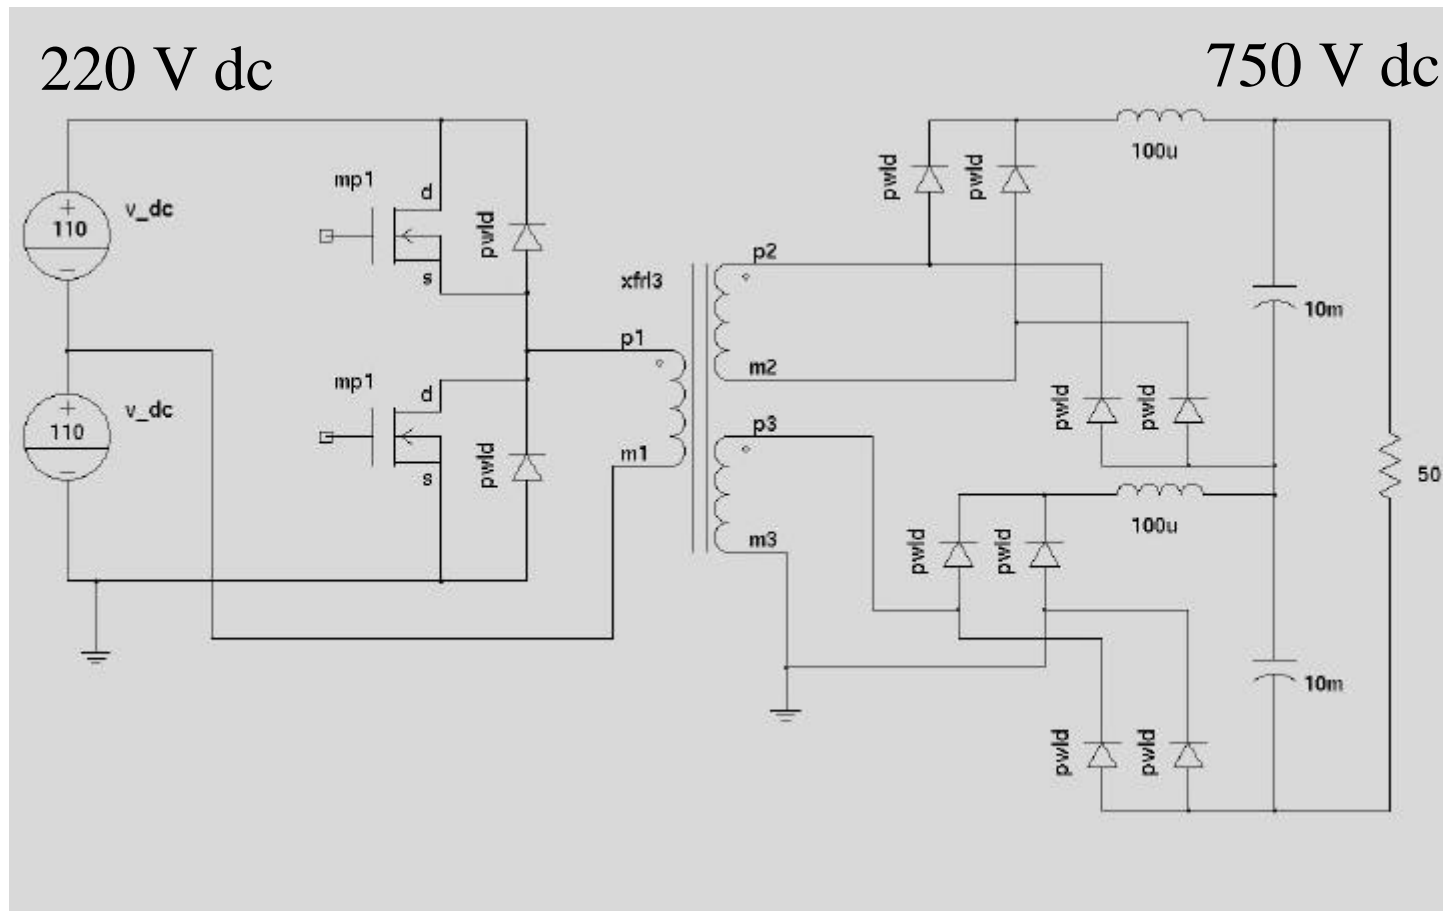 220 V dc
750 V dc
100u
pwld
pwld
mp1
d
v_dc
+
110
−
pwld
s
p2
xfrl3
10m
p1
m2
mp1
d
v_dc
+
110
−
pwld
pwld
p3
m1
pwld
s
50
100u
m3
pwld
pwld
10m
pwld
pwld